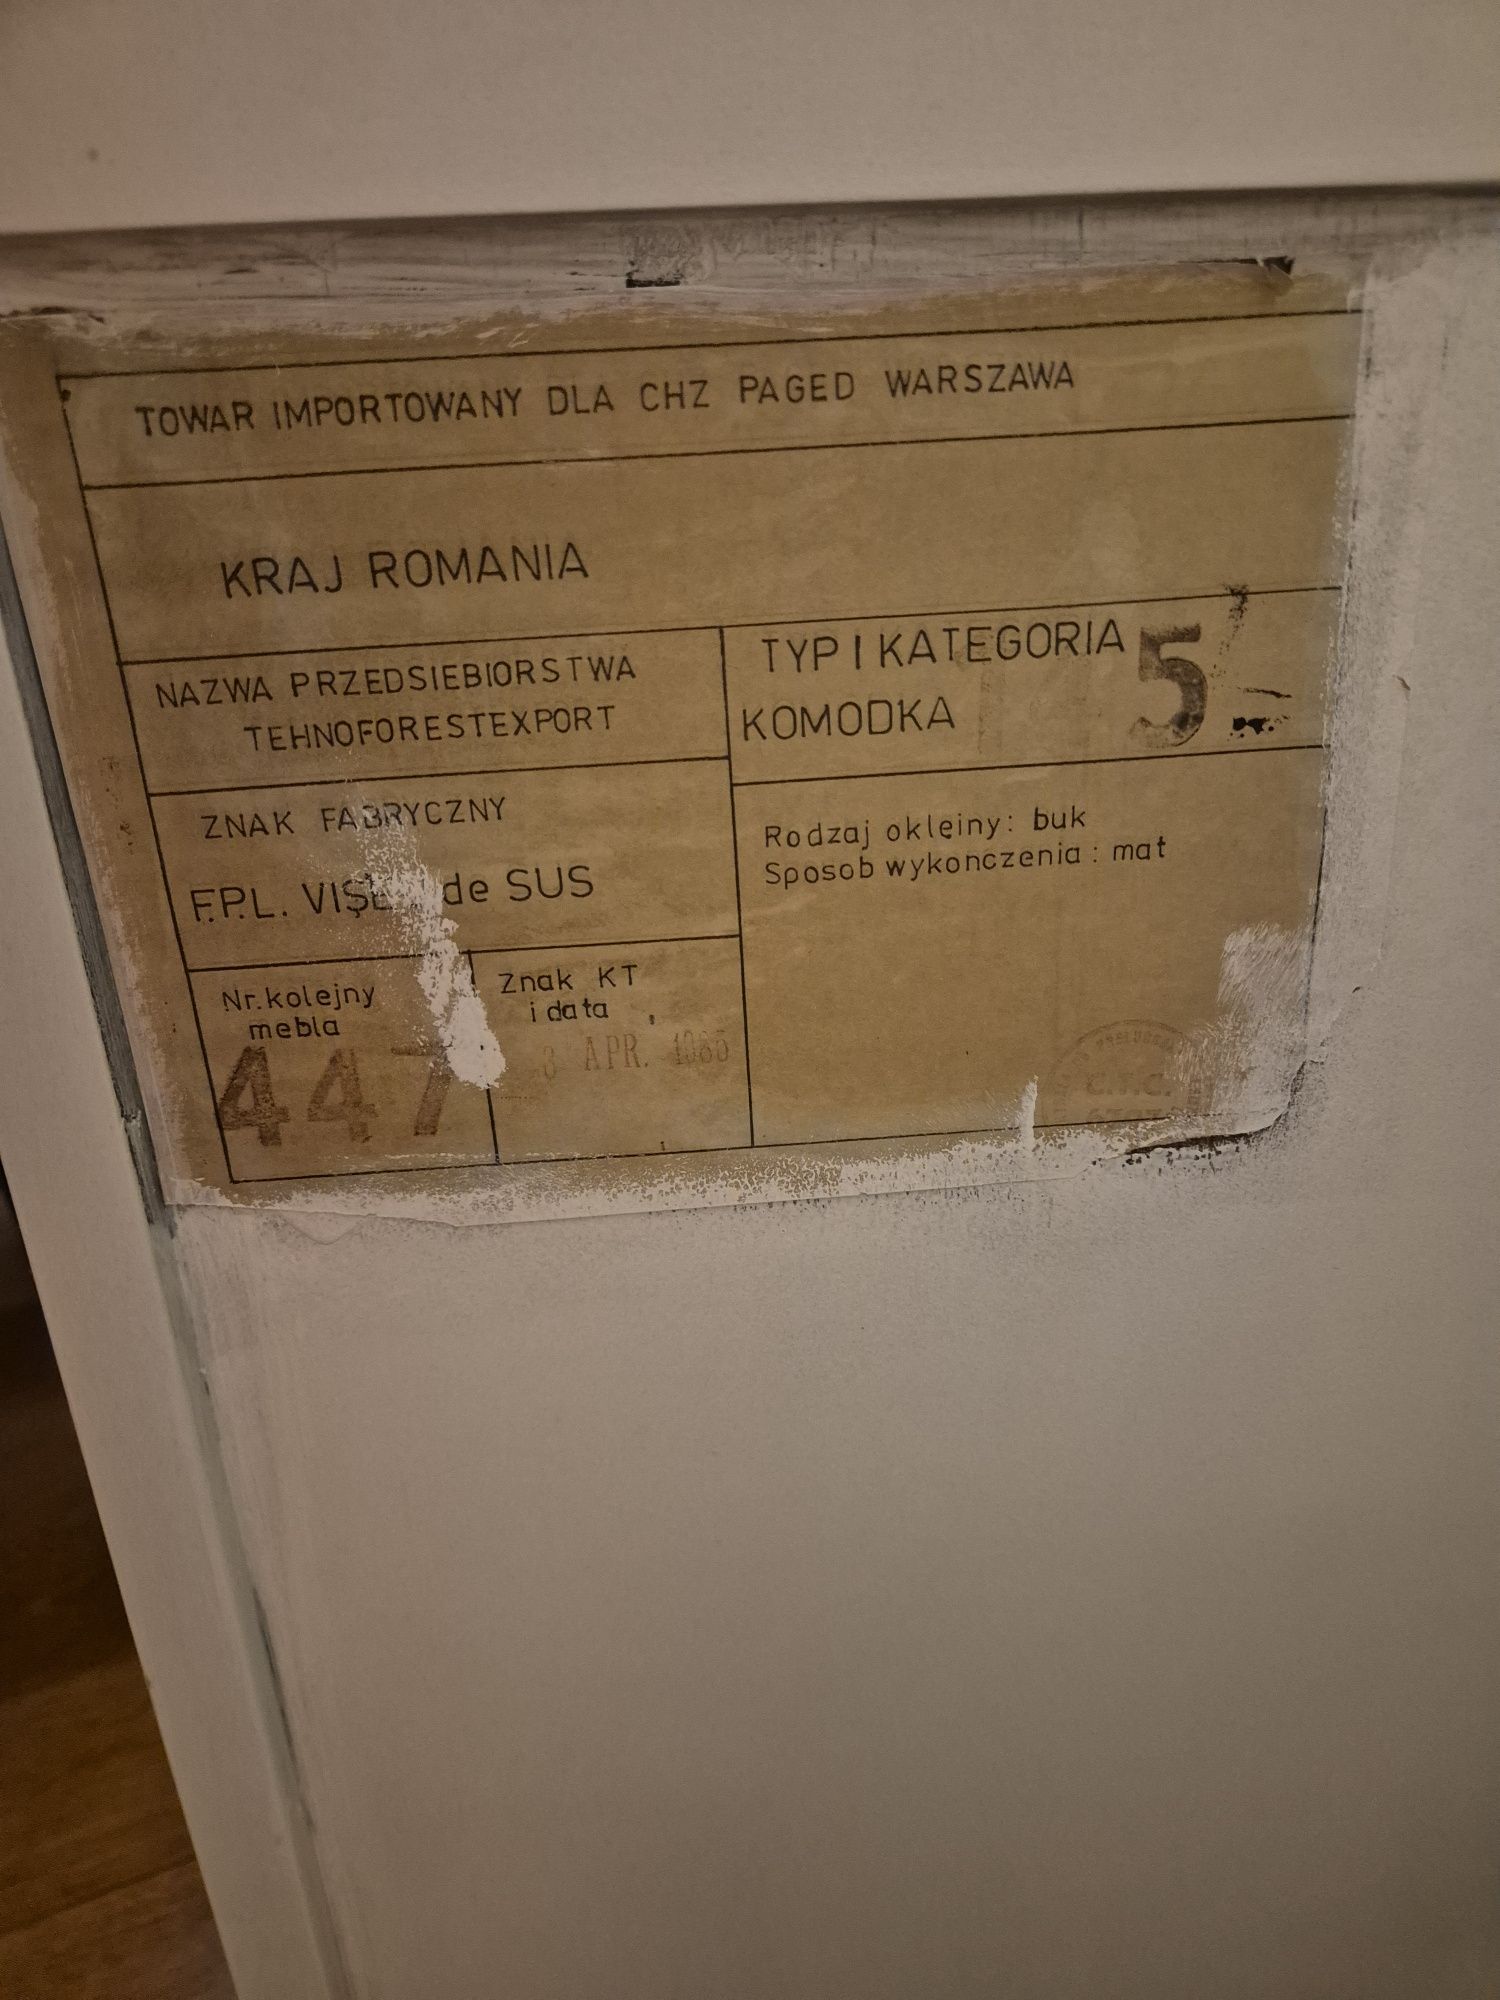 TOWAR IMPORTOWANY DLA CHZ PAGED WARSZAWA
KRAJ ROMANIA
NAZWA PRZEDSIEBIORSTWA
TEHNOFORESTEXPORT
TYP I KATEGORIA 5
KOMODKA
ZNAK FABRYCZNY
F.P.L. de SUS
Rodzaj okleiny: buk
Sposob wykonczenia: mat
Nr. kolejny
mebla
447
Znak KT
i data
3 APR.
C.T.C.